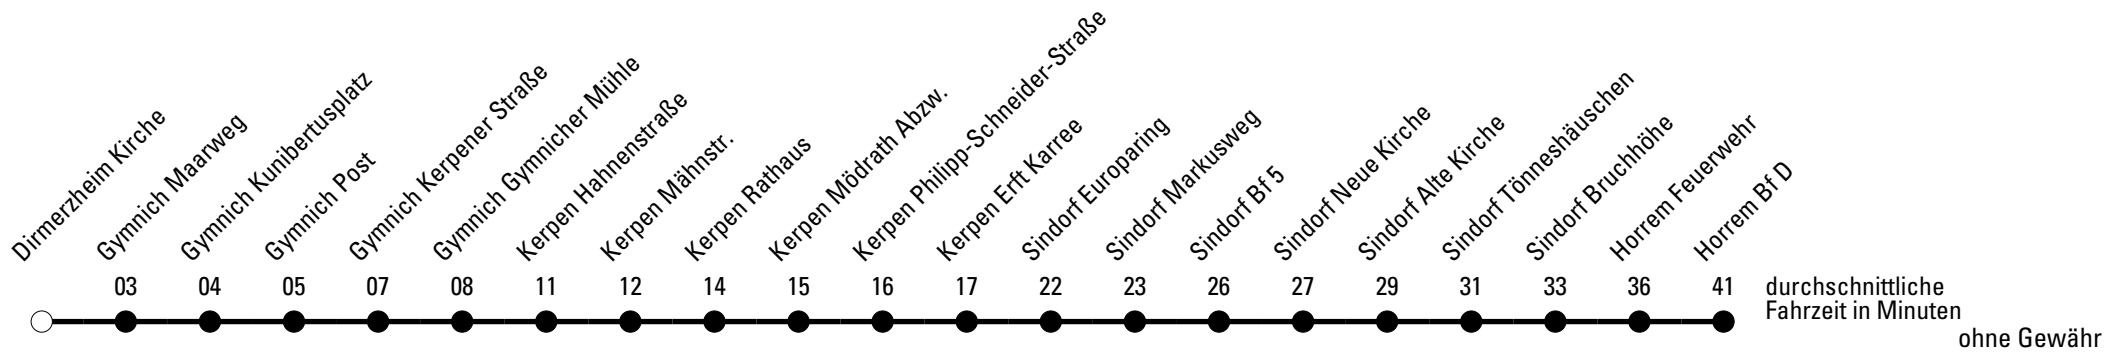 Dirmerzheim Kirche
Gymnich Maarweg
Gymnich Kunibertusplatz
Gymnich Post
Gymnich Kerpener Straße
Gymnich Gymnicher Mühle
Kerpen Hahnenstraße
Kerpen Mähnstr.
Kerpen Rathaus
Kerpen Mödrath Abzw.
Kerpen Philipp-Schneider-Straße
Kerpen Erft Karree
Sindorf Europaring
Sindorf Markusweg
Sindorf Bf 5
Sindorf Neue Kirche
Sindorf Alte Kirche
Sindorf Tönneshäuschen
Sindorf Bruchhöhe
Horrem Feuerwehr
Horrem Bf D
03 04 05 07 08 11 12 14 15 16 17 22 23 26 27 29 31 33 36 41 durchschnittliche
Fahrzeit in Minuten
ohne Gewähr